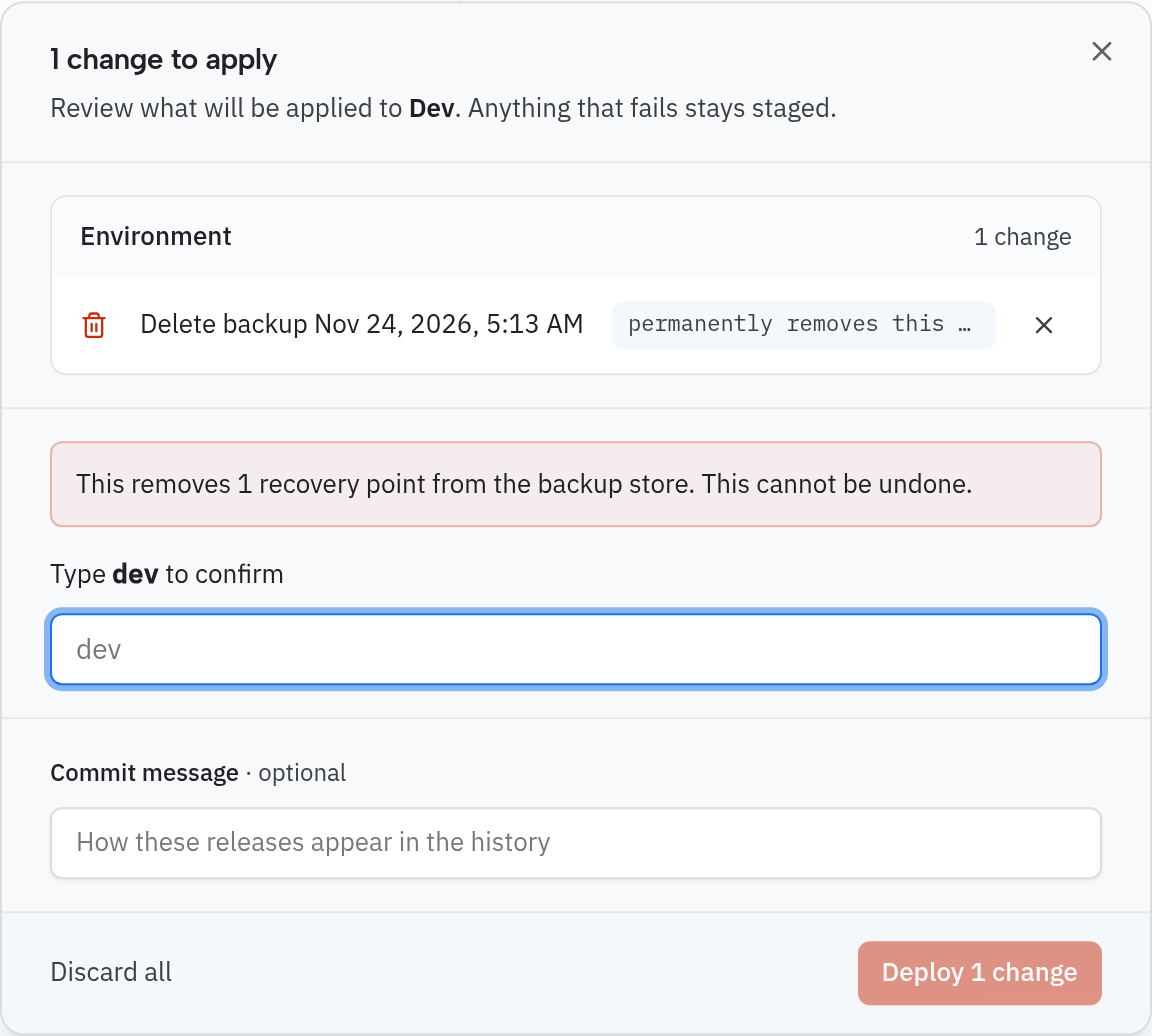 1 change to apply
Review what will be applied to Dev. Anything that fails stays staged.
Environment
1 change
Delete backup Nov 24, 2026, 5:13 AM
permanently removes this …
This removes 1 recovery point from the backup store. This cannot be undone.
Type dev to confirm
dev
Commit message · optional
How these releases appear in the history
Discard all
Deploy 1 change